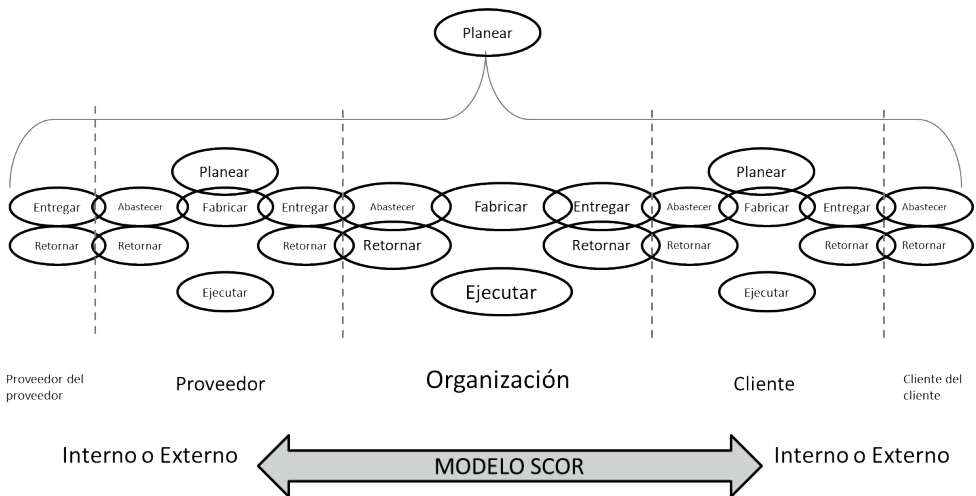 Planear
Planear
Planear
Entregar Abastecer Fabricar Entregar Abastecer Fabricar Entregar Abastecer Fabricar Entregar Abastecer
Retornar Retornar Retornar Retornar Retornar Retornar Retornar Retornar
Ejecutar
Ejecutar
Ejecutar
Proveedor del
proveedor
Proveedor
Organización
Cliente
Cliente del
cliente
Interno o Externo
MODELO SCOR
Interno o Externo